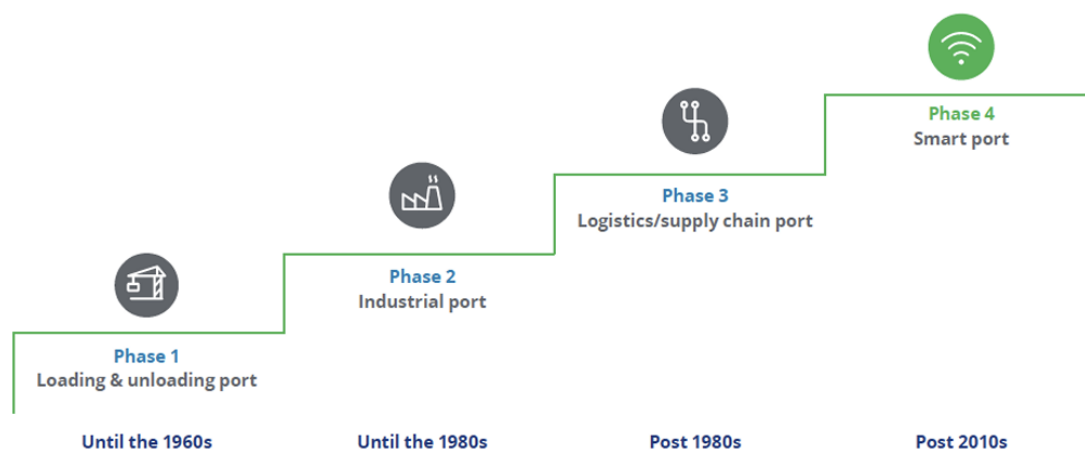 Phase 4
Smart port
Phase 3
Logistics/supply chain port
Phase 2
Industrial port
Phase 1
Loading & unloading port
Until the 1960s
Until the 1980s
Post 1980s
Post 2010s